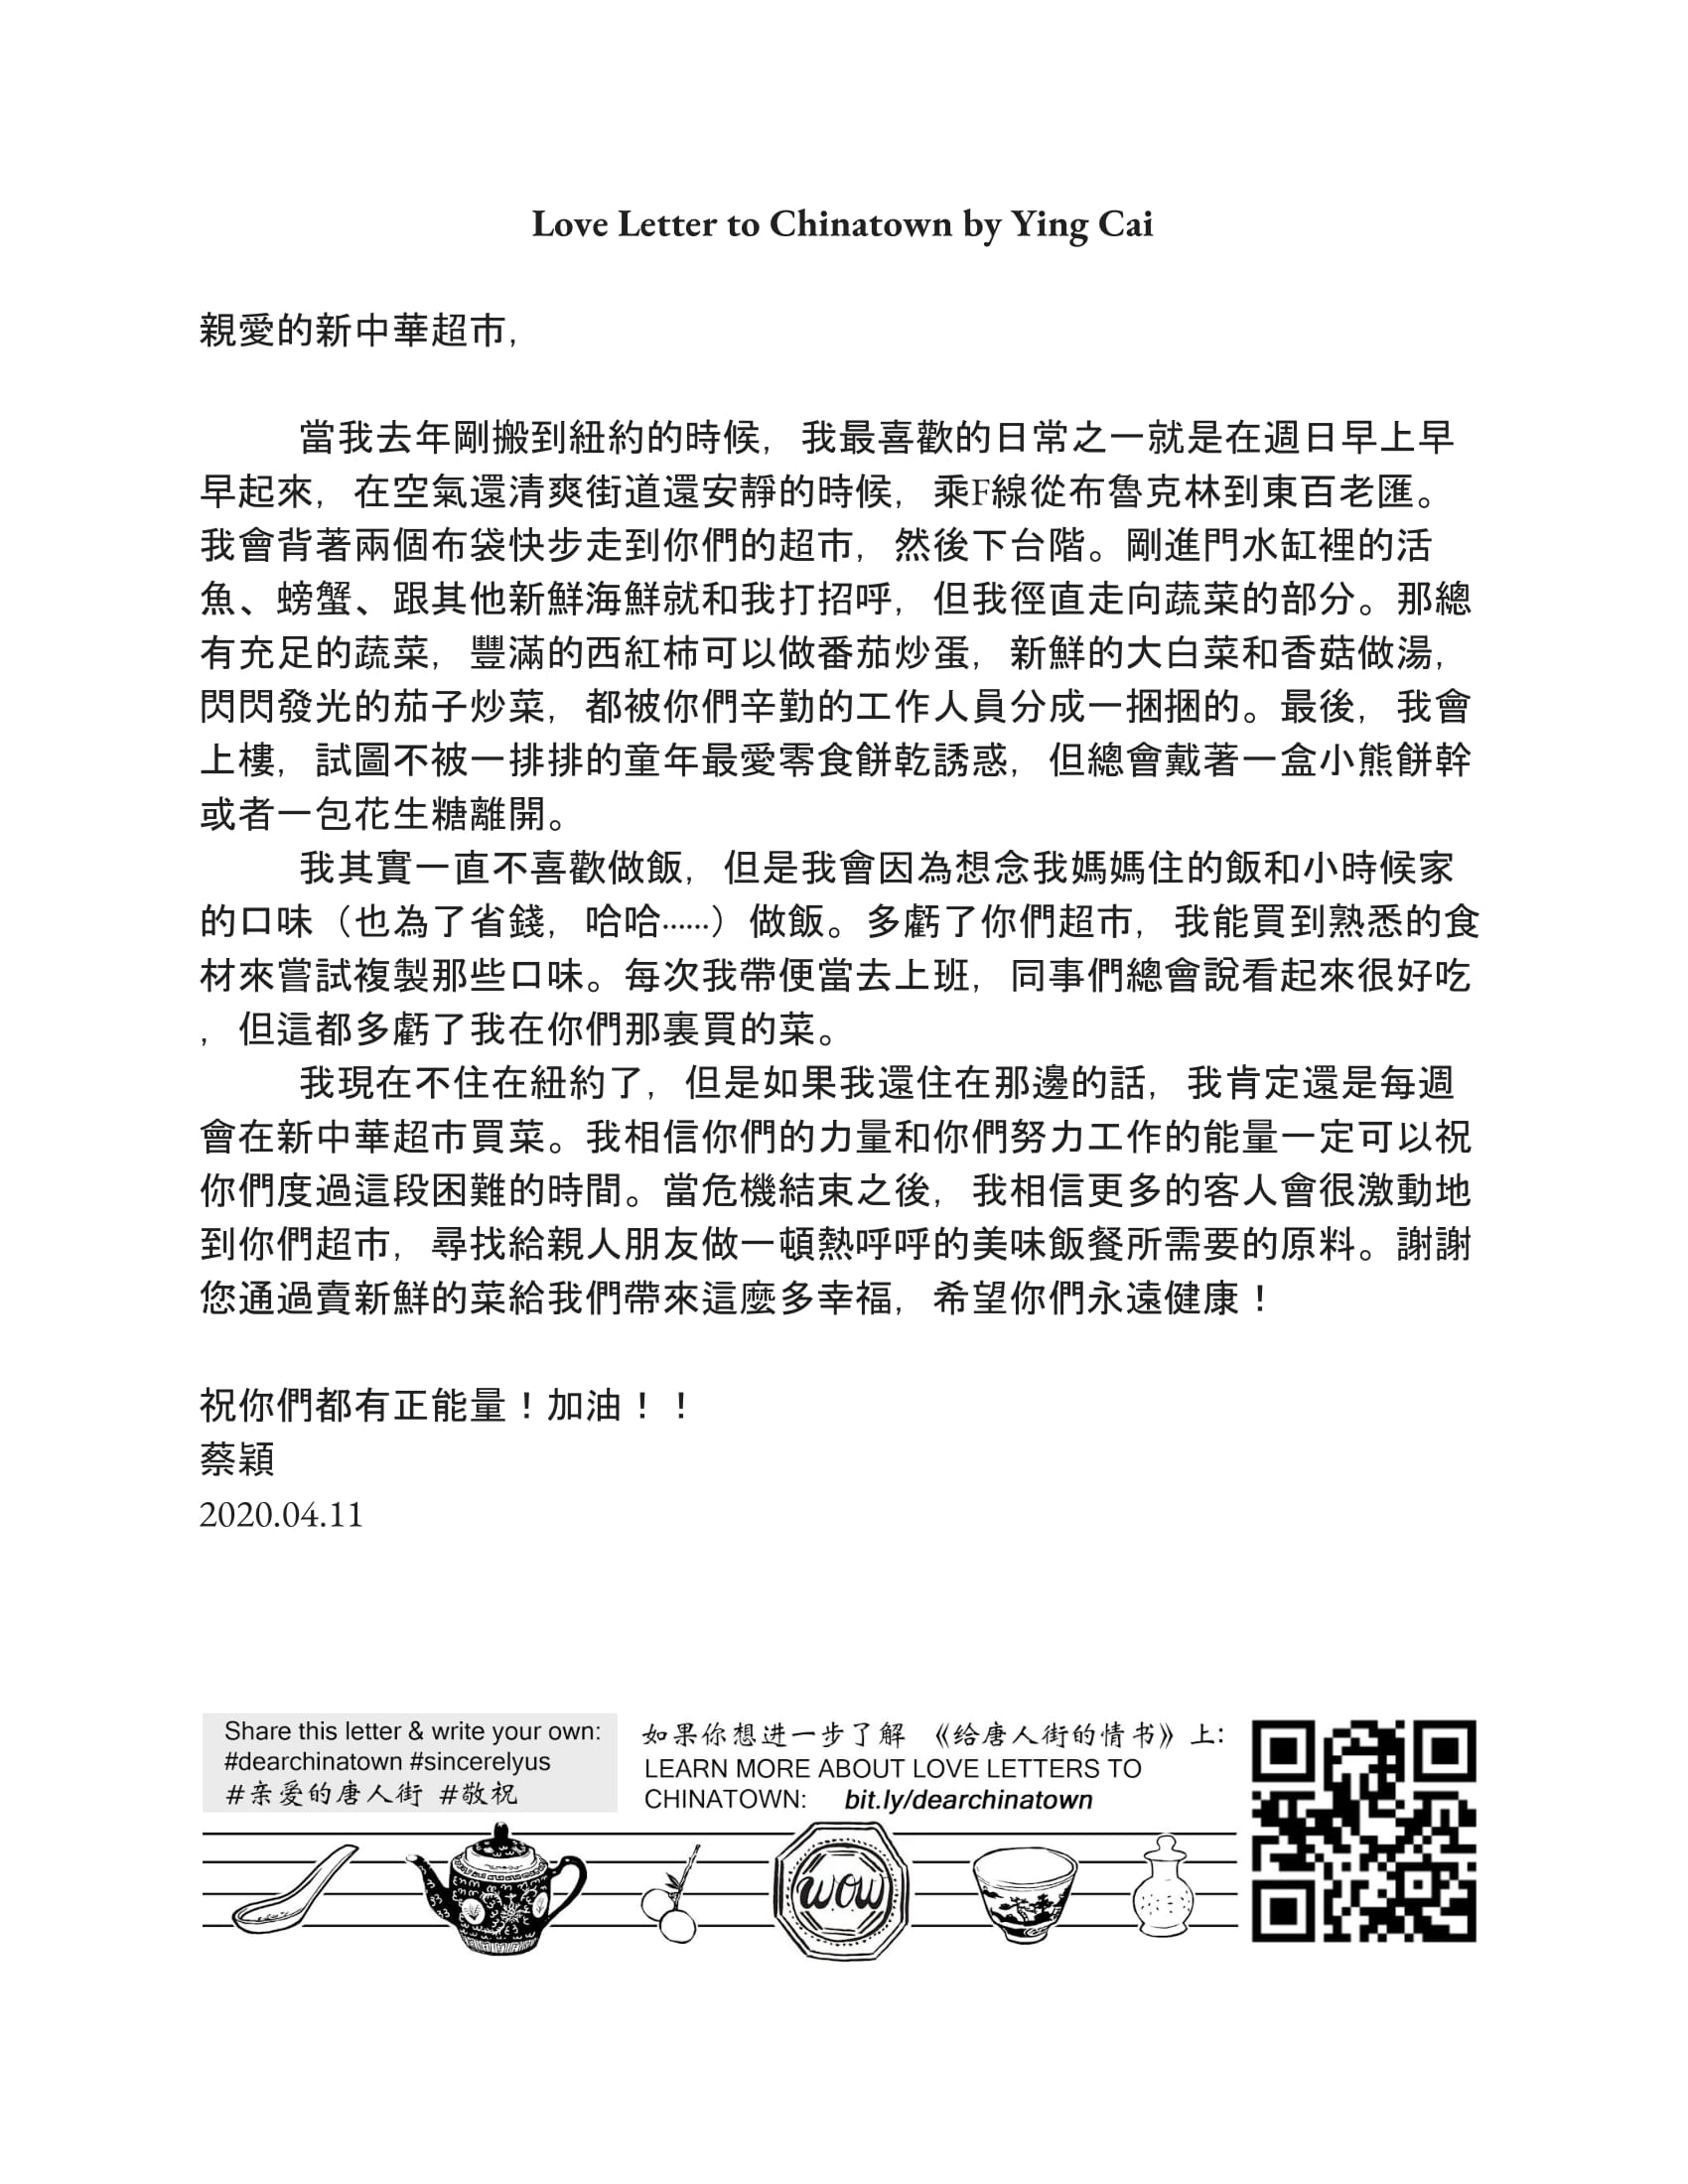 Love Letter to Chinatown by Ying Cai
親愛的新中華超市，
當我去年剛搬到紐約的時候，我最喜歡的日常之一就是在週日早上早
早起來，在空氣還清爽街道還安靜的時候，乘F線從布魯克林到東百老匯。
我會背著兩個布袋快步走到你們的超市，然後下台階。剛進門水缸裡的活
魚、螃蟹、跟其他新鮮海鮮就和我打招呼，但我徑直走向蔬菜的部分。那總
有充足的蔬菜，豐滿的西紅柿可以做番茄炒蛋，新鮮的大白菜和香菇做湯，
閃閃發光的茄子炒菜，都被你們辛勤的工作人員分成一捆捆的。最後，我會
上樓，試圖不被一排排的童年最愛零食餅乾誘惑，但總會戴著一盒小熊餅幹
或者一包花生糖離開。
我其實一直不喜歡做飯，但是我會因為想念我媽媽住的飯和小時候家
的口味（也為了省錢，哈哈……）做飯。多虧了你們超市，我能買到熟悉的食
材來嘗試複製那些口味。每次我帶便當去上班，同事們總會說看起來很好吃
，但這都多虧了我在你們那裏買的菜。
我現在不住在紐約了，但是如果我還住在那邊的話，我肯定還是每週
會在新中華超市買菜。我相信你們的力量和你們努力工作的能量一定可以祝
你們度過這段困難的時間。當危機結束之後，我相信更多的客人會很激動地
到你們超市，尋找給親人朋友做一頓熱呼呼的美味飯餐所需要的原料。謝謝
您通過賣新鮮的菜給我們帶來這麼多幸福，希望你們永遠健康！
祝你們都有正能量！加油！！
蔡穎
2020.04.11
Share this letter & write your own:
#dearchinatown #sincerelyus
#亲爱的唐人街 #敬祝
如果你想进一步了解 《给唐人街的情书》上:
LEARN MORE ABOUT LOVE LETTERS TO
CHINATOWN: bit.ly/dearchinatown
WOW